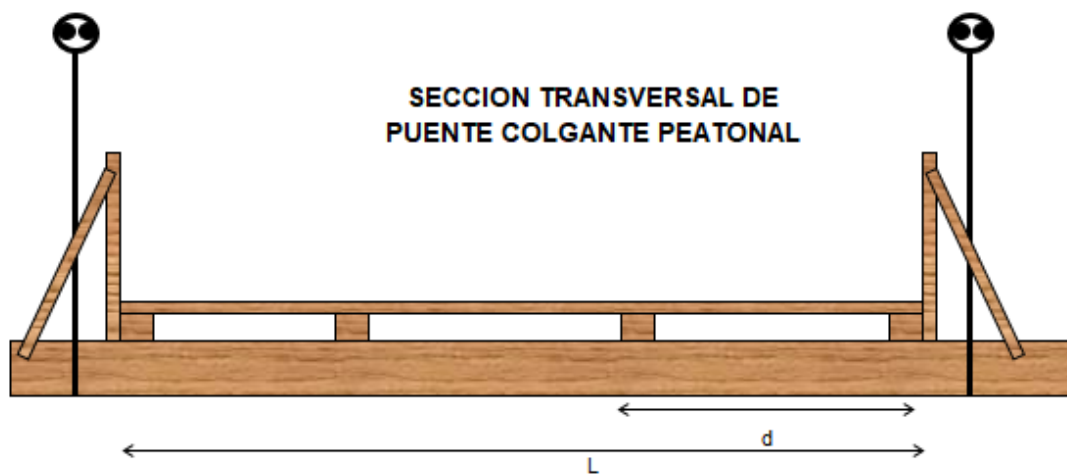 SECCION TRANSVERSAL DE
PUENTE COLGANTE PEATONAL
d
L